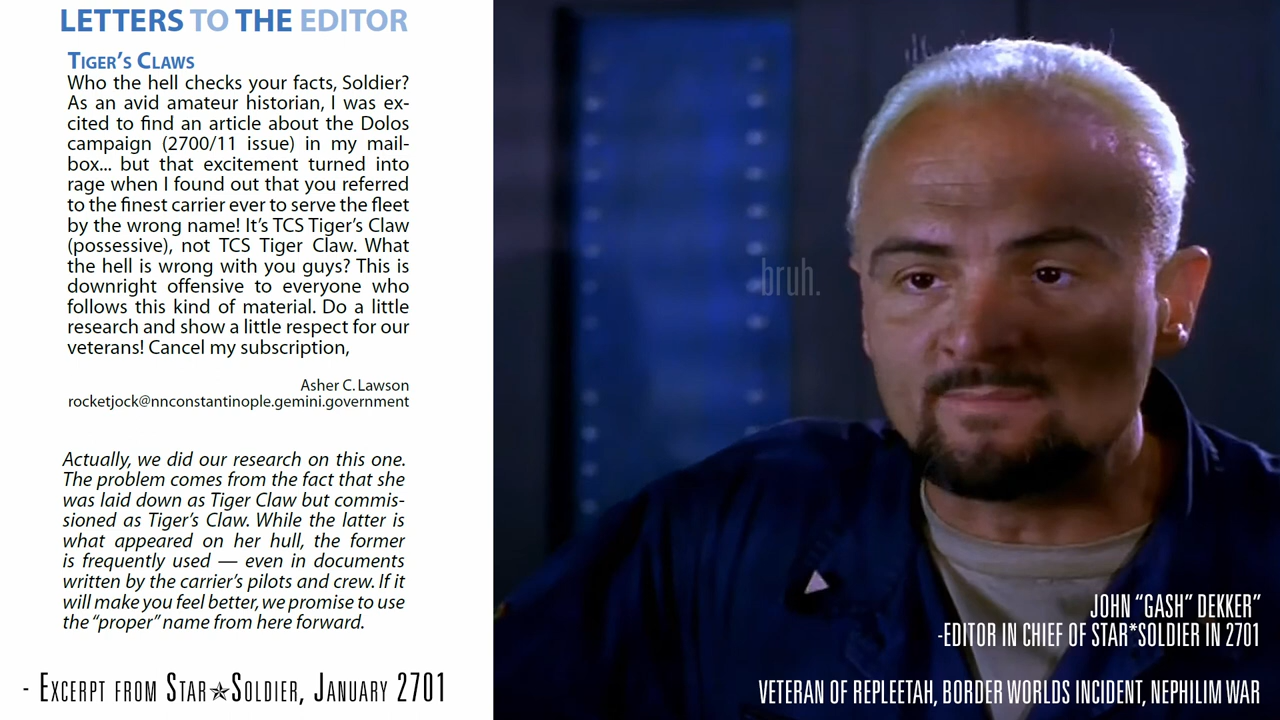 LETTERS TO THE EDITOR
TIGER'S CLAWS
Who the hell checks your facts, Soldier?
As an avid amateur historian, I was ex-
cited to find an article about the Dolos
campaign (2700/11 issue) in my mail-
box... but that excitement turned into
rage when I found out that you referred
to the finest carrier ever to serve the fleet
by the wrong name! It's TCS Tiger's Claw
(possessive), not TCS Tiger Claw. What
the hell is wrong with you guys? This is
downright offensive to everyone who
follows this kind of material. Do a little
research and show a little respect for our
veterans! Cancel my subscription,
Asher C. Lawson
rocketjock@nnconstantinople.gemini.government
Actually, we did our research on this one.
The problem comes from the fact that she
was laid down as Tiger Claw but commis-
sioned as Tiger's Claw. While the latter is
what appeared on her hull, the former
is frequently used — even in documents
written by the carrier's pilots and crew. If it
will make you feel better, we promise to use
the "proper" name from here forward.
- EXCERPT FROM STAR★SOLDIER, JANUARY 2701
bruh.
JOHN "GASH" DEKKER"
-EDITOR IN CHIEF OF STAR*SOLDIER IN 2701
VETERAN OF REPLEETAH, BORDER WORLDS INCIDENT, NEPHILIM WAR